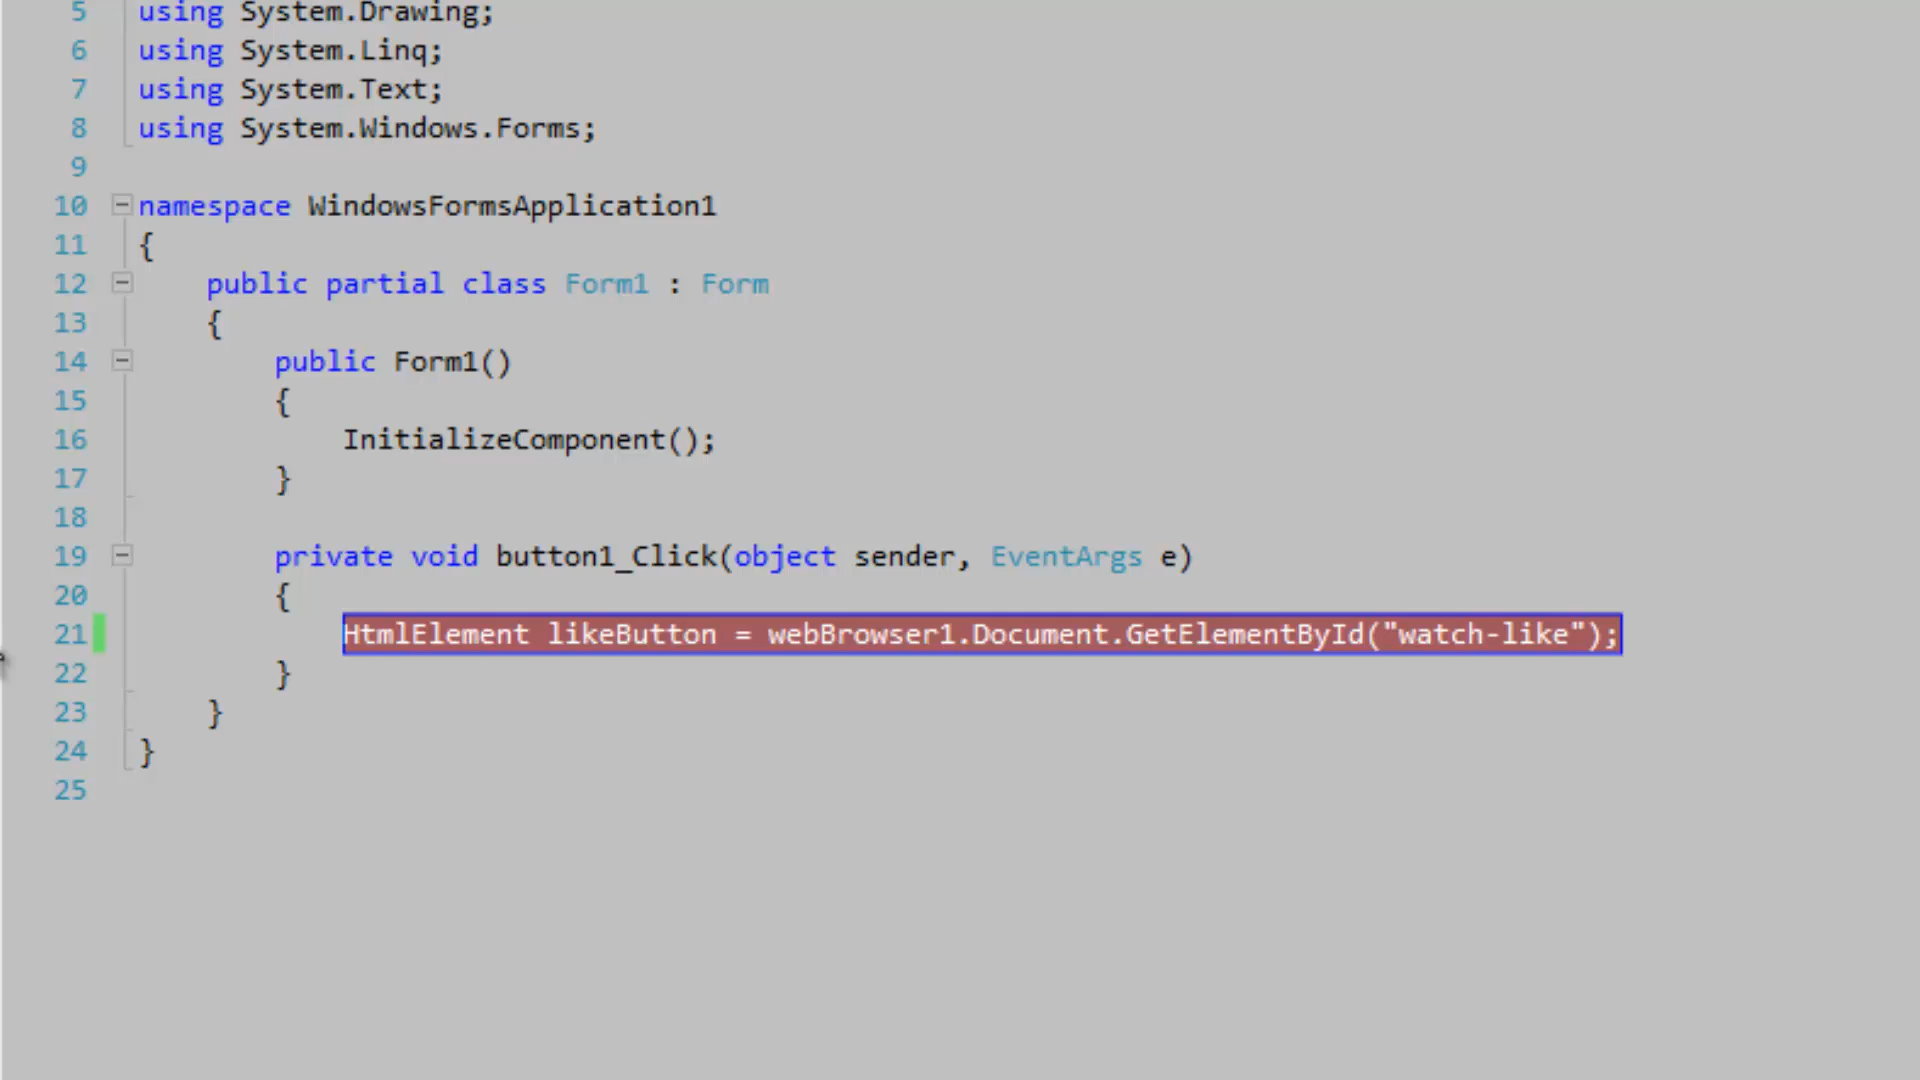 5 using System.Drawing;
6 using System.Linq;
7 using System.Text;
8 using System.Windows.Forms;
9
10 namespace WindowsFormsApplication1
11 {
12 public partial class Form1 : Form
13 {
14 public Form1()
15 {
16 InitializeComponent();
17 }
18
19 private void button1_Click(object sender, EventArgs e)
20 {
21 HtmlElement likeButton = webBrowser1.Document.GetElementById("watch-like");
22 }
23 }
24 }
25